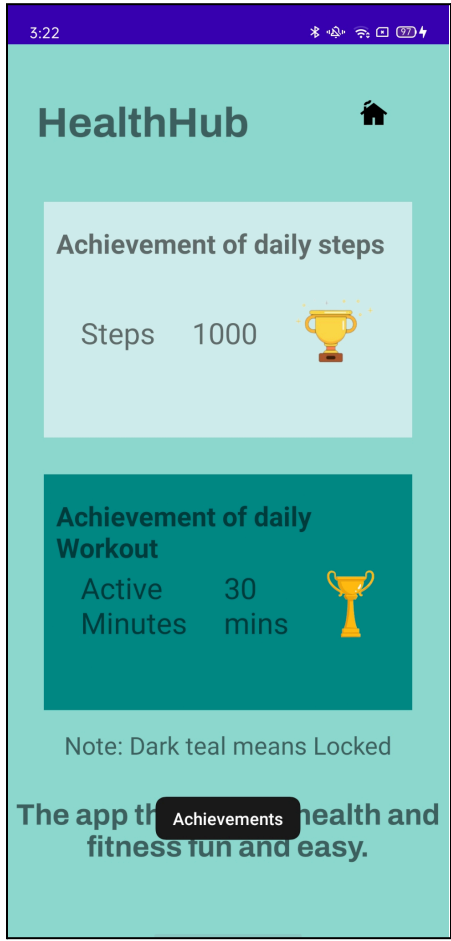 3:22
97
HealthHub
Achievement of daily steps
Steps 1000
Achievement of daily
Workout
Active 30
Minutes mins
Note: Dark teal means Locked
The app th health and
Achievements
fitness fun and easy.